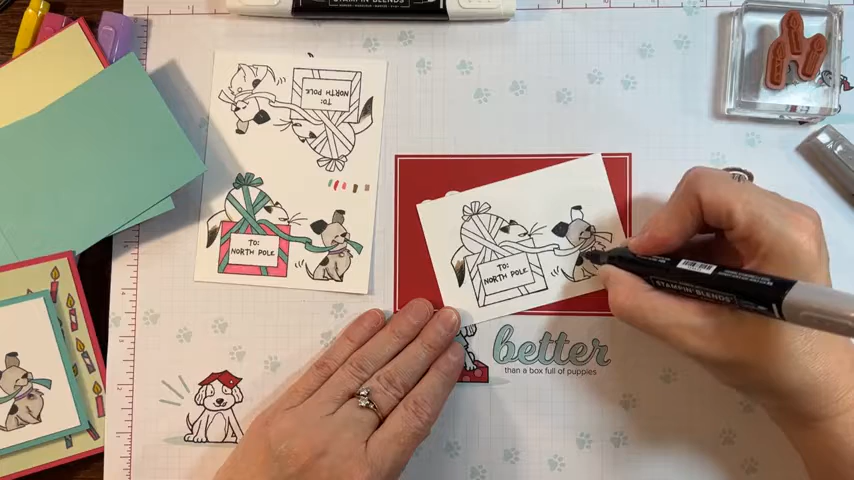 STAMPIN' BLENDS
TO:
NORTH POLE
TO:
NORTH POLE
TO:
NORTH POLE
STAMPIN' BLENDS
better
than a box full of puppies